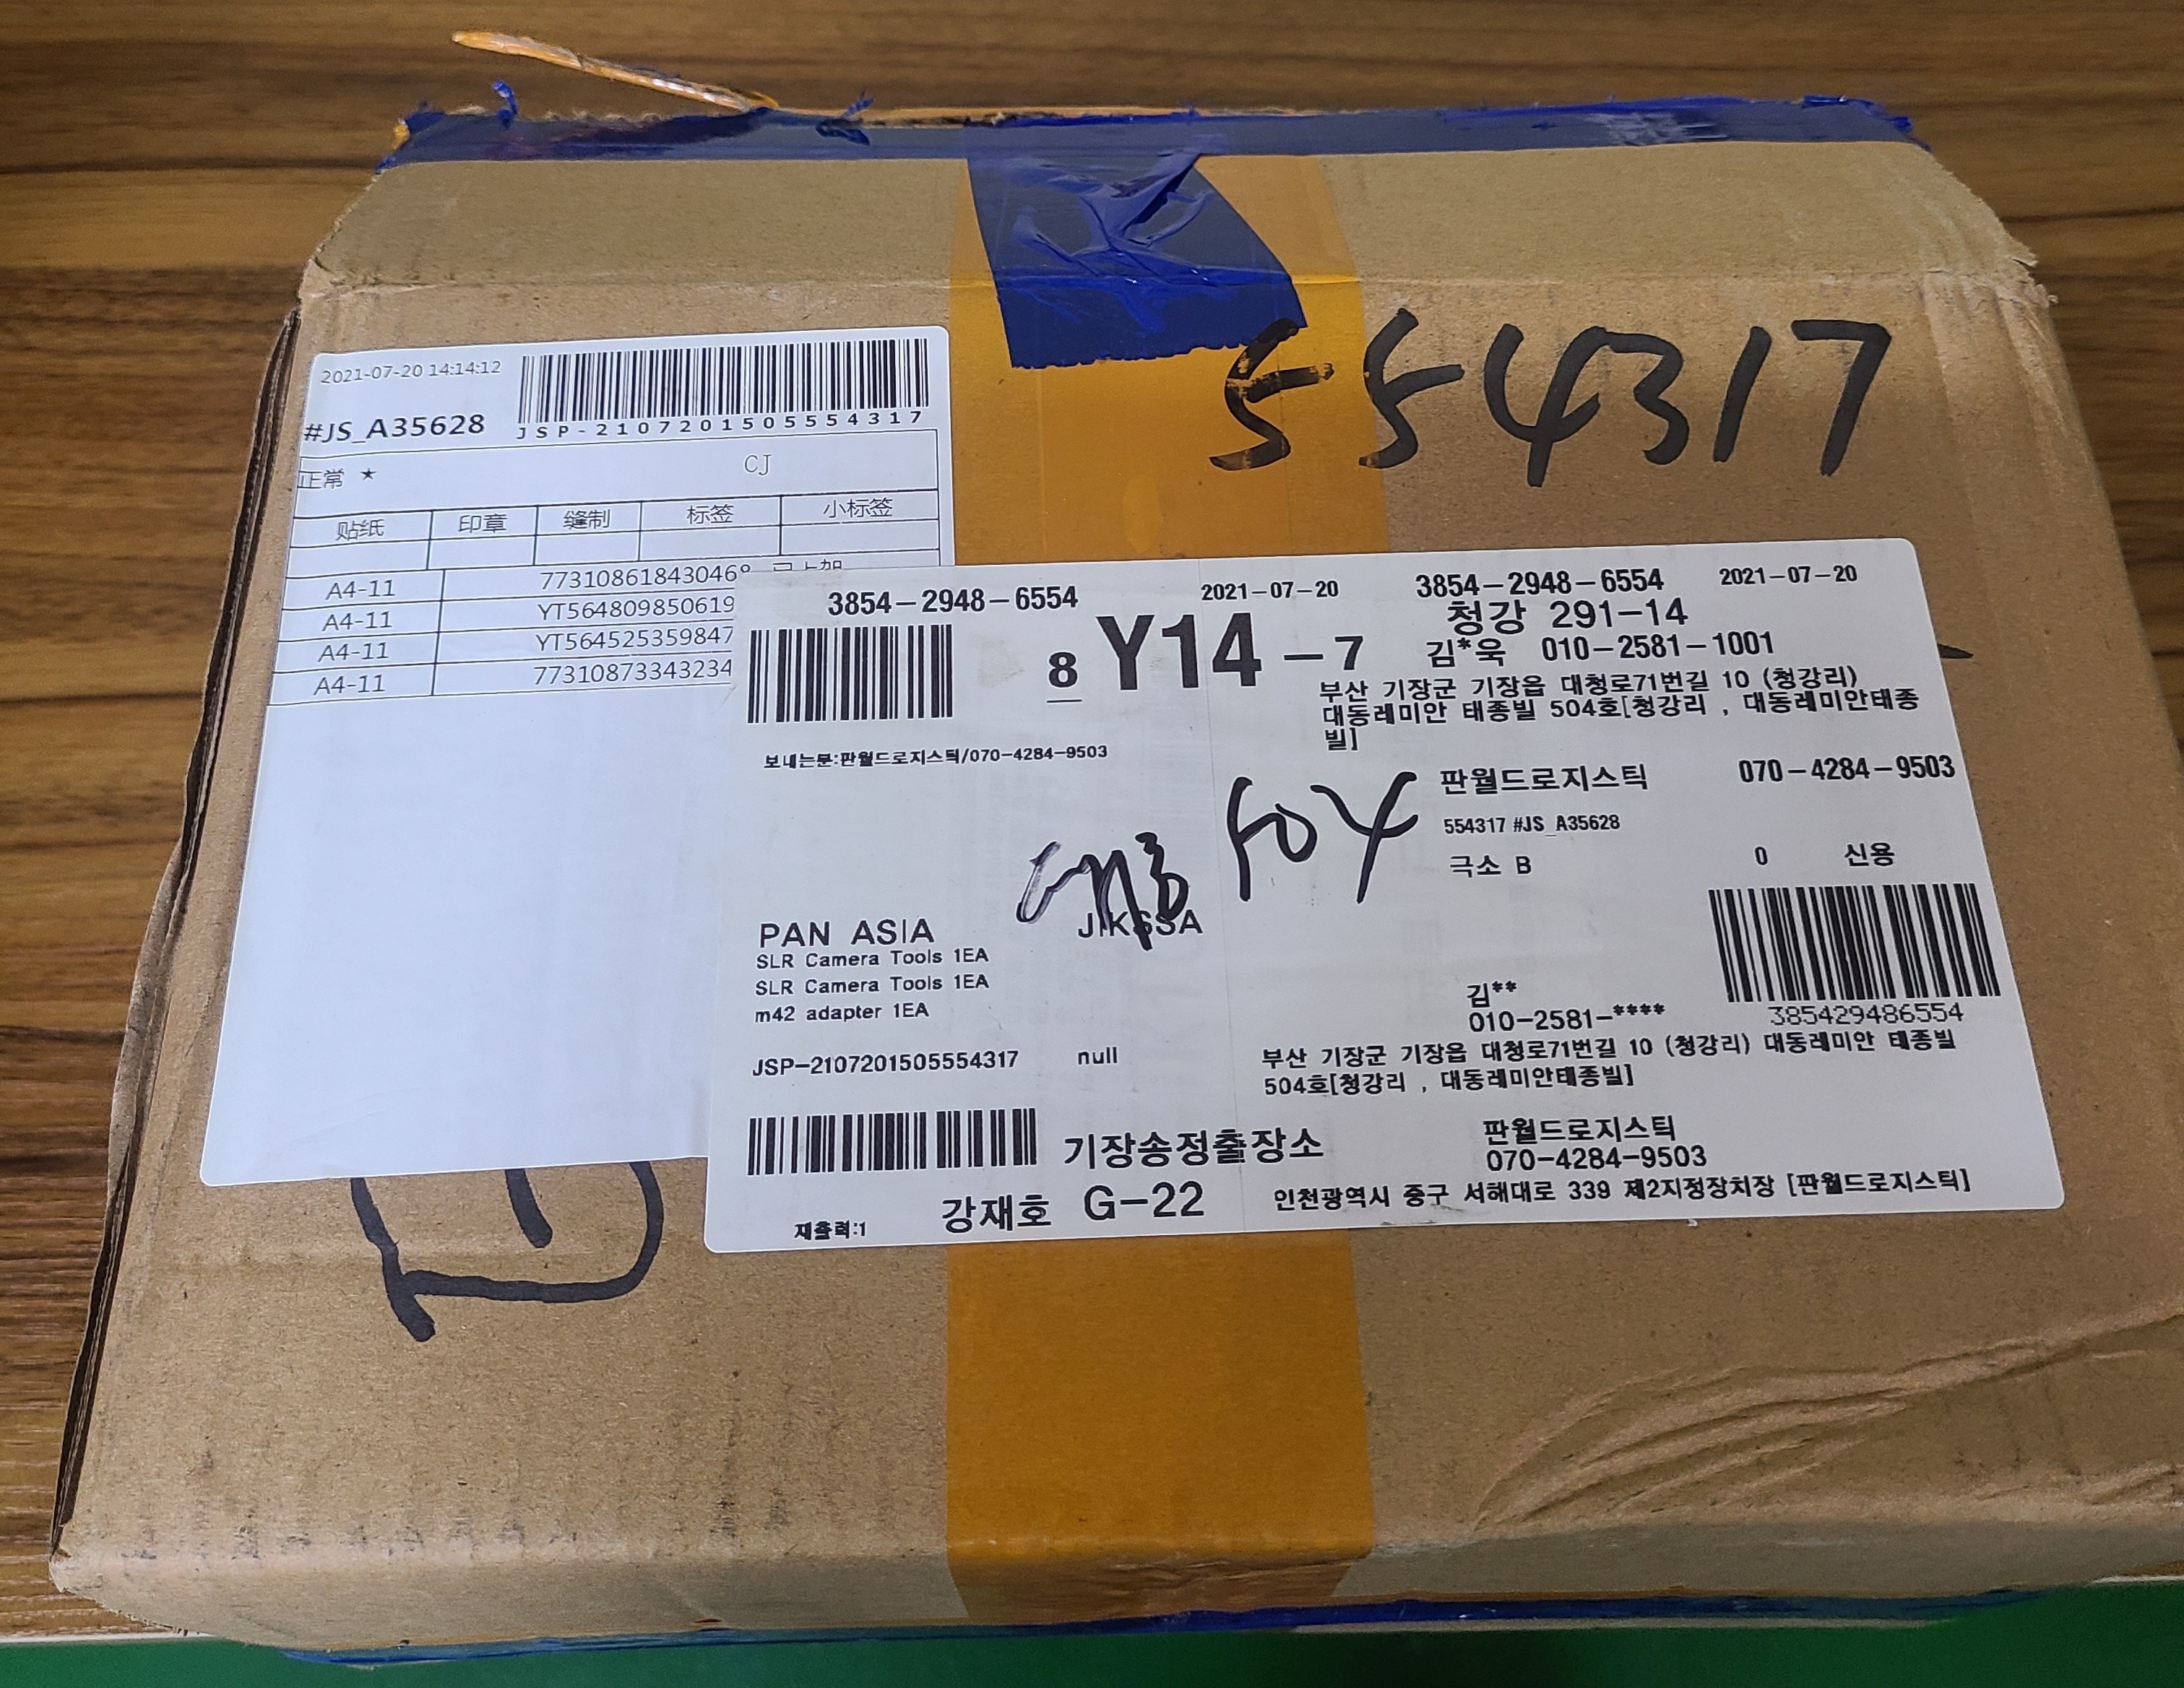 554317
2021-07-20 14:14:12
#JS_A35628
JSP-2107201505554317
正常 ★ CJ
贴纸 印章 缝制 标签 小标签
A4-11 773108618430468 已上架
A4-11 YT564809850619
A4-11 YT564525359847
A4-11 77310873343234
3854-2948-6554 2021-07-20
8 Y14-7
보내는분:판월드로지스틱/070-4284-9503
3854-2948-6554 2021-07-20
청강 291-14
김*욱 010-2581-1001
부산 기장군 기장읍 대청로71번길 10 (청강리)
대동레미안 태종빌 504호[청강리 , 대동레미안태종
빌]
판월드로지스틱 070-4284-9503
554317 #JS_A35628
극소 B 0 신용
504
PAN ASIA JIKSSA
SLR Camera Tools 1EA
SLR Camera Tools 1EA
m42 adapter 1EA
JSP-2107201505554317 null
385429486554
김**
010-2581-****
부산 기장군 기장읍 대청로71번길 10 (청강리) 대동레미안 태종빌
504호[청강리 , 대동레미안태종빌]
기장송정출장소
강재호 G-22
재출력:1
판월드로지스틱
070-4284-9503
인천광역시 중구 서해대로 339 제2지정장치장 [판월드로지스틱]